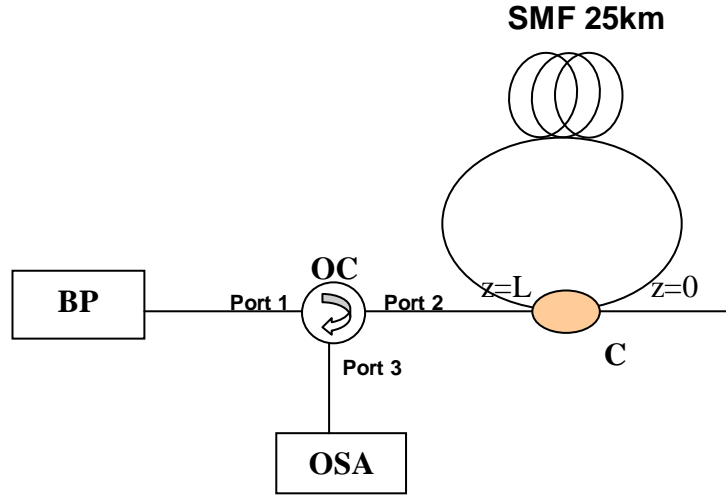 SMF 25km
OC
BP
Port 1
Port 2
z=L
z=0
C
Port 3
OSA